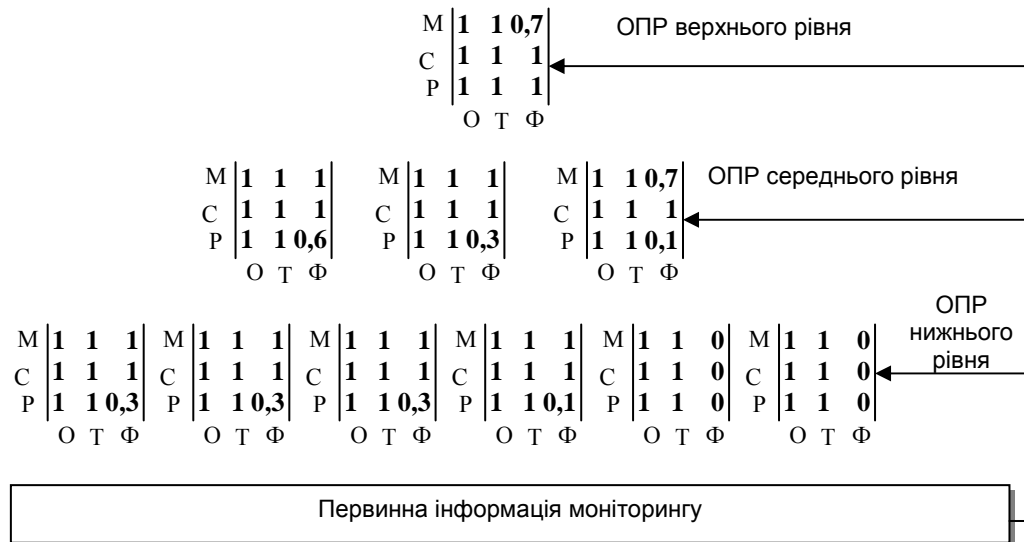 М 1 1 0,7 ОПР верхнього рівня
С 1 1 1
Р 1 1 1
О Т Ф
М 1 1 1 М 1 1 1 М 1 1 0,7 ОПР середнього рівня
С 1 1 1 С 1 1 1 С 1 1 1
Р 1 1 0,6 Р 1 1 0,3 Р 1 1 0,1
О Т Ф О Т Ф О Т Ф
ОПР
нижнього
рівня
М 1 1 1 М 1 1 1 М 1 1 1 М 1 1 1 М 1 1 0 М 1 1 0
С 1 1 1 С 1 1 1 С 1 1 1 С 1 1 1 С 1 1 0 С 1 1 0
Р 1 1 0,3 Р 1 1 0,3 Р 1 1 0,3 Р 1 1 0,1 Р 1 1 0 Р 1 1 0
О Т Ф О Т Ф О Т Ф О Т Ф О Т Ф О Т Ф
Первинна інформація моніторингу